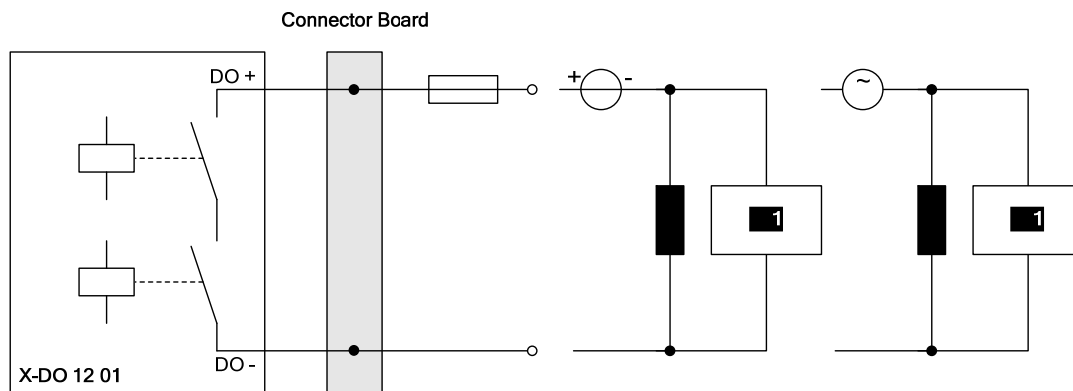 Connector Board
DO +
+ -
~
1
1
DO -
X-DO 12 01